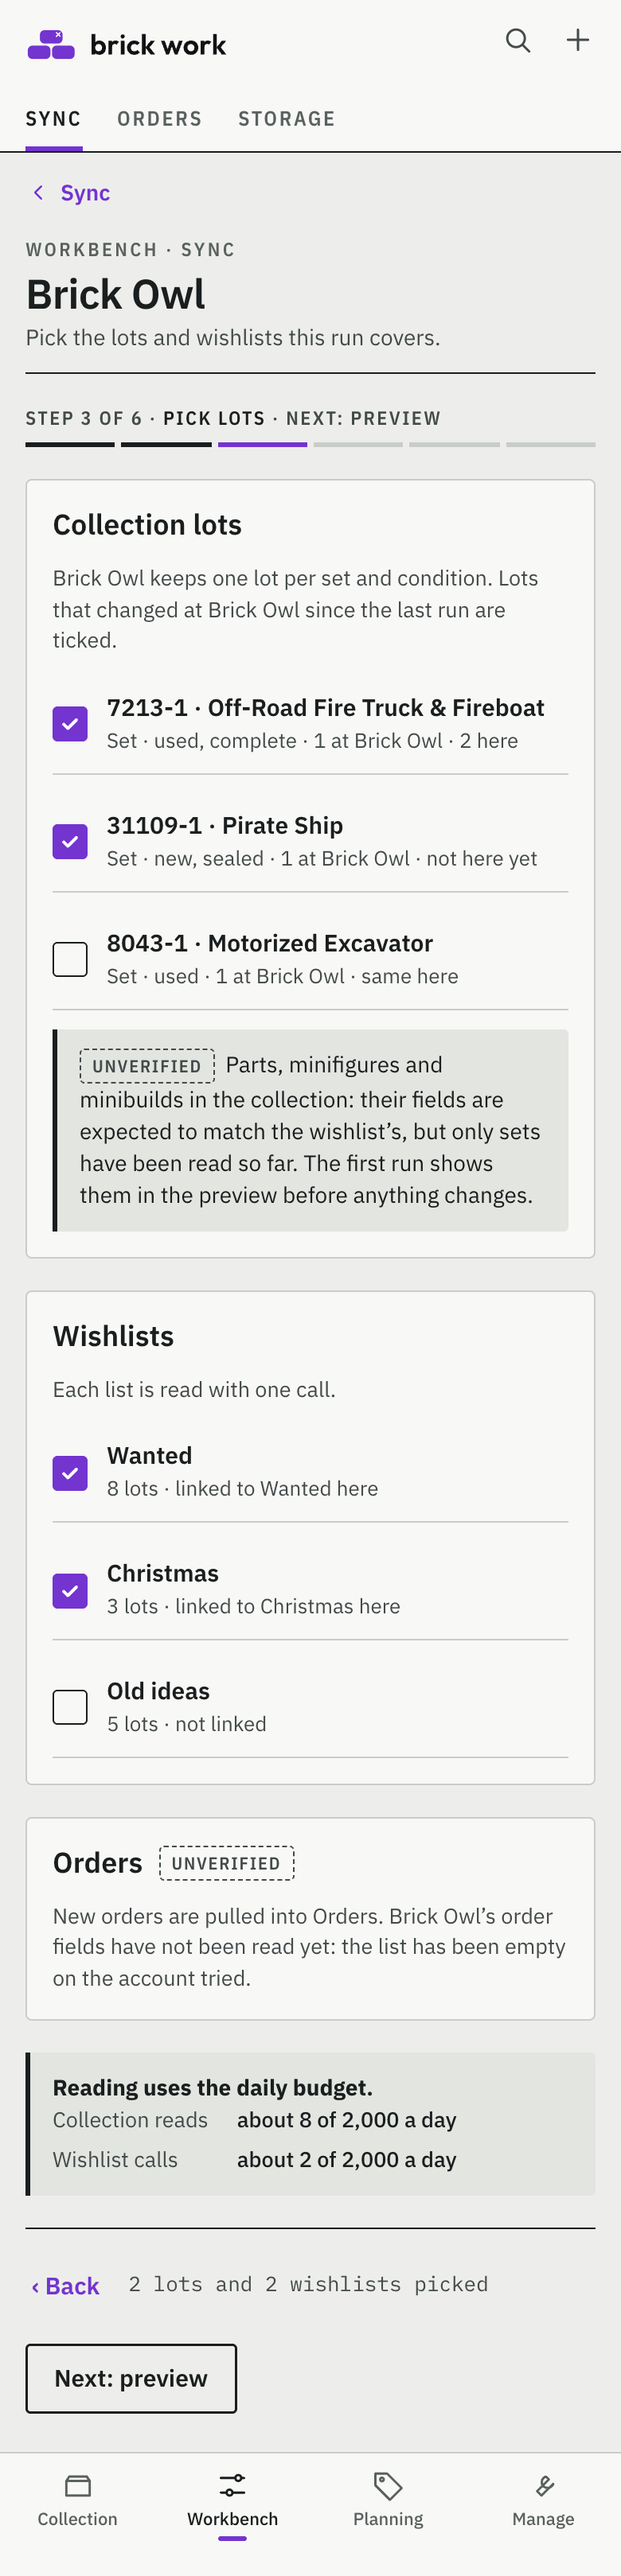 brick work
SYNC ORDERS STORAGE
Sync
WORKBENCH · SYNC
Brick Owl
Pick the lots and wishlists this run covers.
STEP 3 OF 6 · PICK LOTS · NEXT: PREVIEW
Collection lots
Brick Owl keeps one lot per set and condition. Lots
that changed at Brick Owl since the last run are
ticked.
7213-1 · Off-Road Fire Truck & Fireboat
Set · used, complete · 1 at Brick Owl · 2 here
31109-1 · Pirate Ship
Set · new, sealed · 1 at Brick Owl · not here yet
8043-1 · Motorized Excavator
Set · used · 1 at Brick Owl · same here
UNVERIFIED Parts, minifigures and
minibuilds in the collection: their fields are
expected to match the wishlist’s, but only sets
have been read so far. The first run shows
them in the preview before anything changes.
Wishlists
Each list is read with one call.
Wanted
8 lots · linked to Wanted here
Christmas
3 lots · linked to Christmas here
Old ideas
5 lots · not linked
Orders UNVERIFIED
New orders are pulled into Orders. Brick Owl’s order
fields have not been read yet: the list has been empty
on the account tried.
Reading uses the daily budget.
Collection reads about 8 of 2,000 a day
Wishlist calls about 2 of 2,000 a day
‹ Back 2 lots and 2 wishlists picked
Next: preview
Collection Workbench Planning Manage